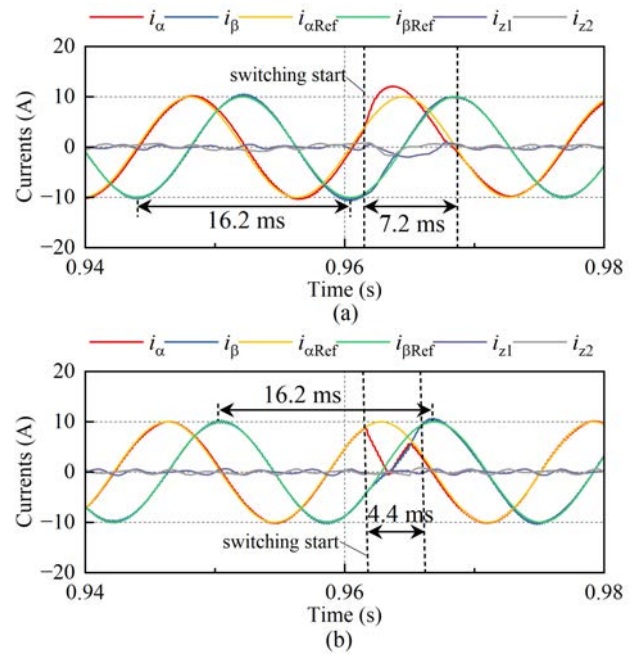 iα iβ iαRef iβRef iz1 iz2
20
10
0
−10
−20
Currents (A)
switching start
16.2 ms
7.2 ms
0.94 0.96 0.98
Time (s)
(a)
iα iβ iαRef iβRef iz1 iz2
20
10
0
−10
−20
Currents (A)
16.2 ms
4.4 ms
switching start
0.94 0.96 0.98
Time (s)
(b)